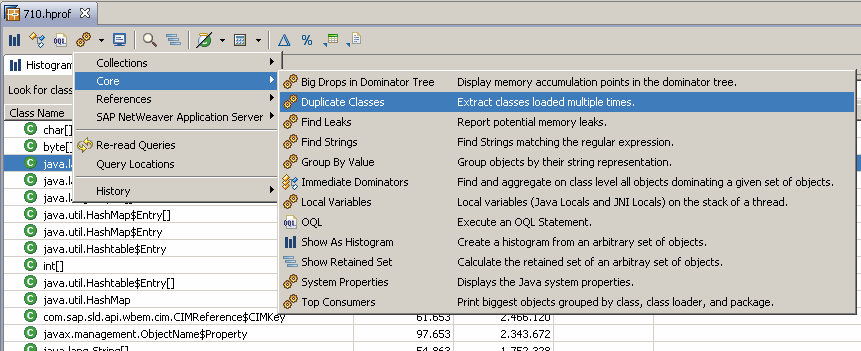 710.hprof
OQL
Histogram
Look for class
Class Name
Collections
Core
References
SAP NetWeaver Application Server
Re-read Queries
Query Locations
History
Big Drops in Dominator Tree Display memory accumulation points in the dominator tree.
Duplicate Classes Extract classes loaded multiple times.
Find Leaks Report potential memory leaks.
Find Strings Find Strings matching the regular expression.
Group By Value Group objects by their string representation.
Immediate Dominators Find and aggregate on class level all objects dominating a given set of objects.
Local Variables Local variables (Java Locals and JNI Locals) on the stack of a thread.
OQL OQL Execute an OQL Statement.
Show As Histogram Create a histogram from an arbitrary set of objects.
Show Retained Set Calculate the retained set of an arbitray set of objects.
System Properties Displays the Java system properties.
Top Consumers Print biggest objects grouped by class, class loader, and package.
char[]
byte[]
java.la
java.la
java.util.HashMap$Entry[]
java.util.HashMap$Entry
java.util.Hashtable$Entry
int[]
java.util.Hashtable$Entry[]
java.util.HashMap
com.sap.sld.api.wbem.cim.CIMReference$CIMKey 61.653 2.466.120
javax.management.ObjectName$Property 97.653 2.343.672
java.lang.String[] 54.863 1.752.328